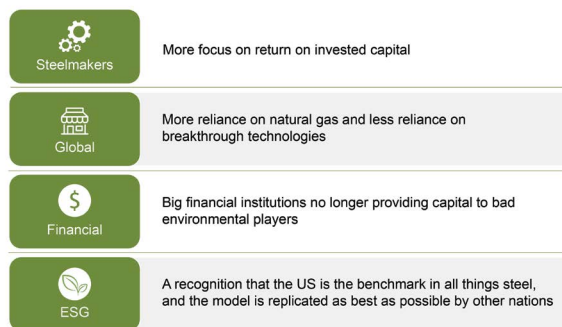 Steelmakers
More focus on return on invested capital
Global
More reliance on natural gas and less reliance on
breakthrough technologies
$
Financial
Big financial institutions no longer providing capital to bad
environmental players
ESG
A recognition that the US is the benchmark in all things steel,
and the model is replicated as best as possible by other nations